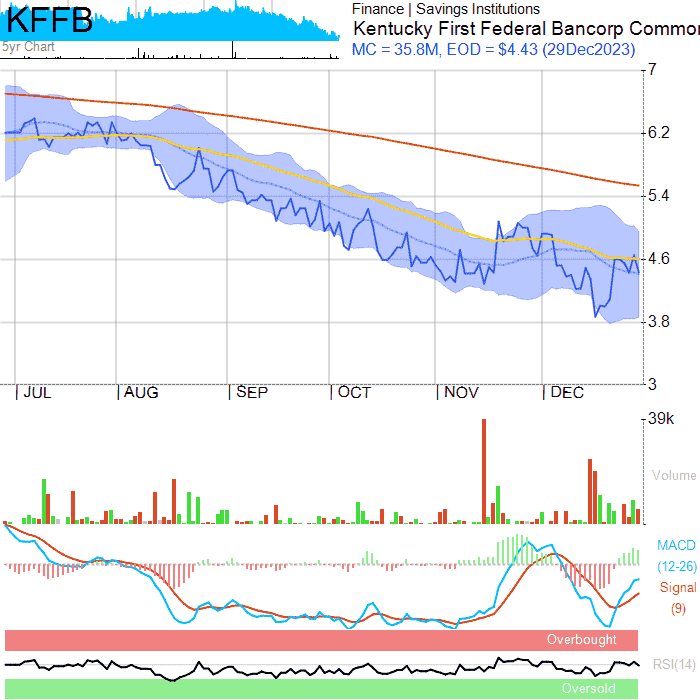 KFFB
5yr Chart
Finance | Savings Institutions
Kentucky First Federal Bancorp Commo
MC = 35.8M, EOD = $4.43 (29Dec2023)
7
6.2
5.4
4.6
3.8
3
JUL AUG SEP OCT NOV DEC
39k
Volume
MACD
(12-26)
Signal
(9)
Overbought
RSI(14)
Oversold